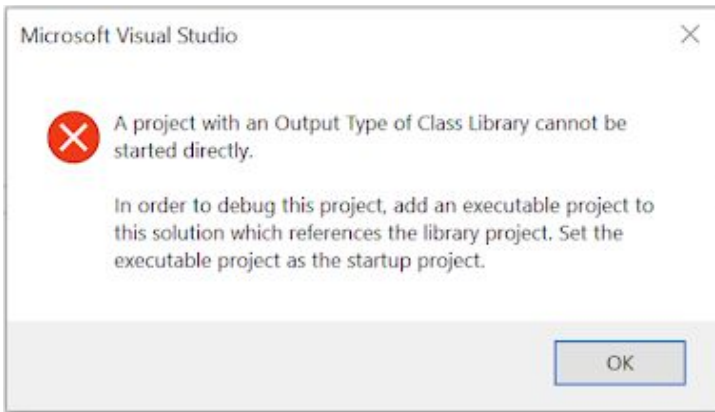 Microsoft Visual Studio
A project with an Output Type of Class Library cannot be
started directly.
In order to debug this project, add an executable project to
this solution which references the library project. Set the
executable project as the startup project.
OK